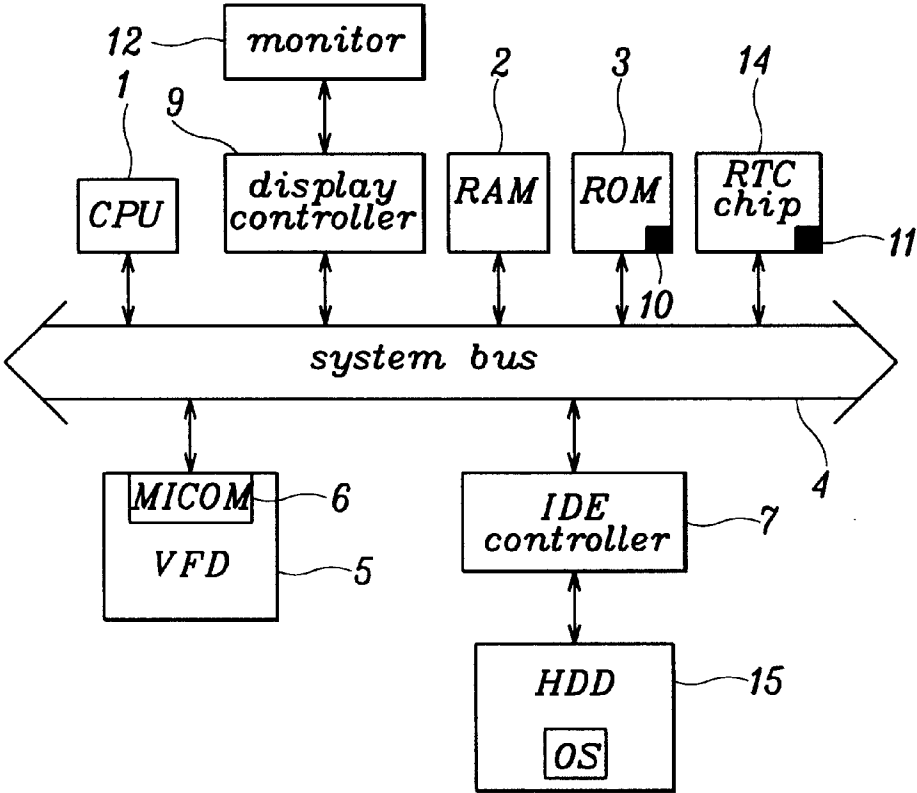 12
monitor
1
9
2
3
14
CPU
display
controller
RAM
ROM
RTC
chip
10
11
system bus
4
MICOM
6
VFD
5
IDE
controller
7
HDD
15
OS